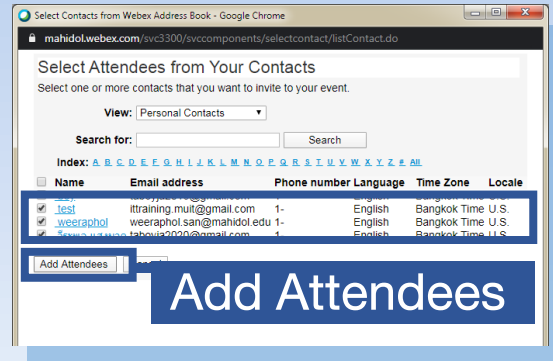 Select Contacts from Webex Address Book - Google Chrome
mahidol.webex.com/svc3300/svccomponents/selectcontact/listContact.do
Select Attendees from Your Contacts
Select one or more contacts that you want to invite to your event.
View: Personal Contacts
Search for: Search
Index: A B C D E F G H I J K L M N O P Q R S T U V W X Y Z # All
Name Email address Phone number Language Time Zone Locale
English Bangkok Time U.S.
test ittraining.muit@gmail.com 1- English Bangkok Time U.S.
weeraphol weeraphol.san@mahidol.edu 1- English Bangkok Time U.S.
taboyja2020@gmail.com 1- English Bangkok Time U.S.
Add Attendees
Add Attendees